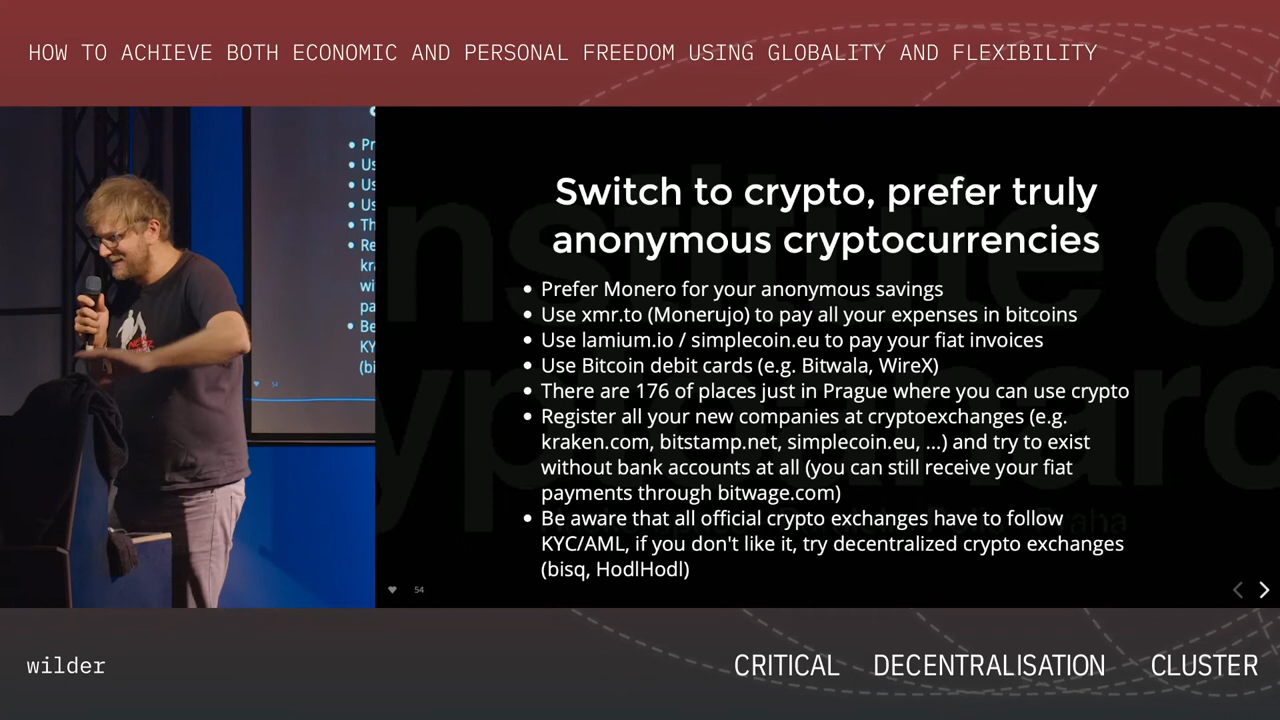 HOW TO ACHIEVE BOTH ECONOMIC AND PERSONAL FREEDOM USING GLOBALITY AND FLEXIBILITY
Switch to crypto, prefer truly
anonymous cryptocurrencies
• Prefer Monero for your anonymous savings
• Use xmr.to (Monerujo) to pay all your expenses in bitcoins
• Use lamium.io / simplecoin.eu to pay your fiat invoices
• Use Bitcoin debit cards (e.g. Bitwala, WireX)
• There are 176 of places just in Prague where you can use crypto
• Register all your new companies at cryptoexchanges (e.g.
kraken.com, bitstamp.net, simplecoin.eu, ...) and try to exist
without bank accounts at all (you can still receive your fiat
payments through bitwage.com)
• Be aware that all official crypto exchanges have to follow
KYC/AML, if you don't like it, try decentralized crypto exchanges
(bisq, HodlHodl)
54
wilder
CRITICAL DECENTRALISATION CLUSTER